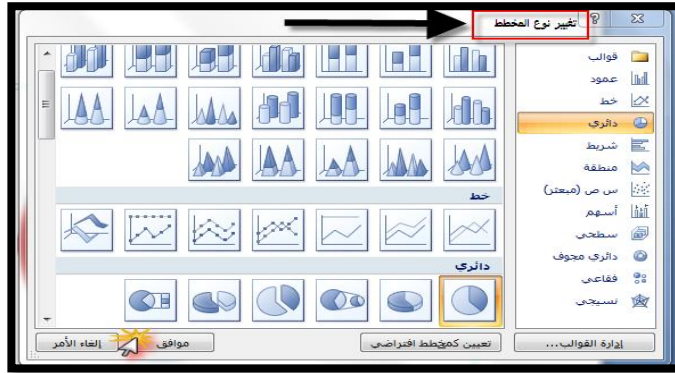 تغيير نوع المخطط
قوالب
عمود
خط
دائري
شريط
منطقة
س ص (مبعثر)
أسهم
سطحي
دائري مجوف
فقاعي
نسيجي
خط
دائري
إدارة القوالب...
تعيين كمخطط افتراضي
موافق
إلغاء الأمر